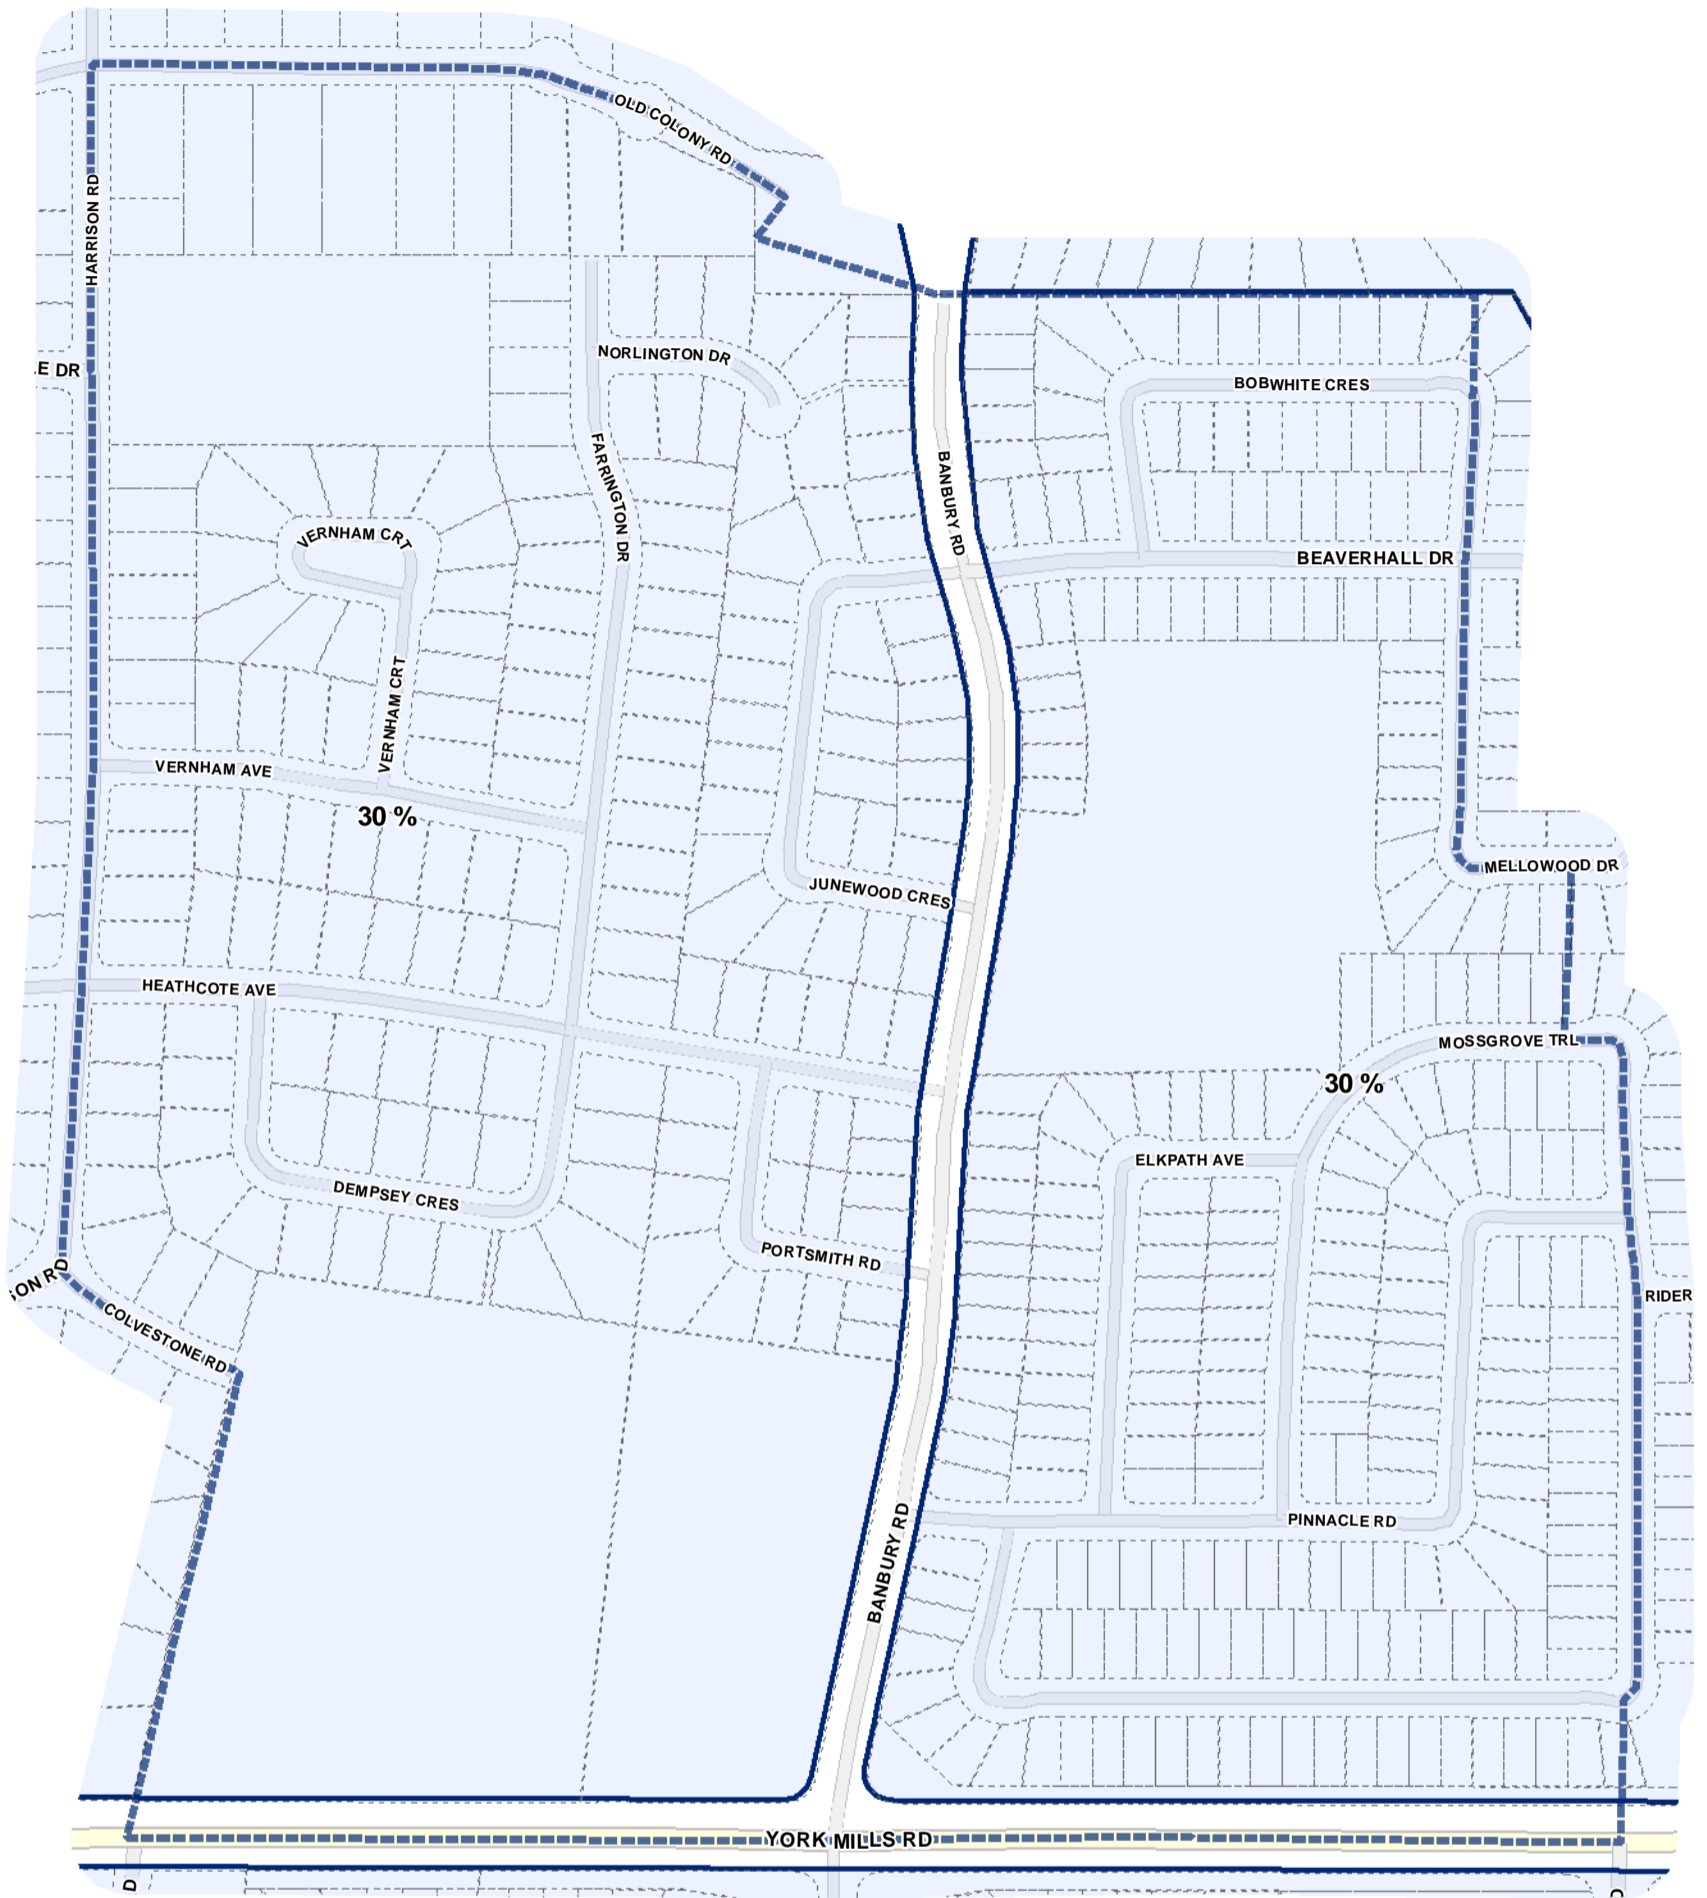 OLD COLONY RD
HARRISON RD
NORLINGTON DR
E DR
BOBWHITE CRES
FARRINGTON DR
BANBURY RD
VERNHAM CRT
BEAVERHALL DR
VERNHAM CRT
VERNHAM AVE
30 %
MELLOWOOD DR
JUNEWOOD CRES
HEATHCOTE AVE
MOSSGROVE TRL
30 %
ELKPATH AVE
DEMPSEY CRES
PORTSMITH RD
SON RD
RIDER
COLVESTONE RD
PINNACLE RD
BANBURY RD
YORK MILLS RD
D